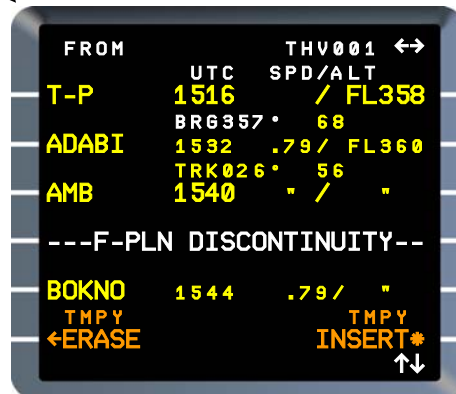 FROM THV001 ←→
UTC SPD/ALT
T-P 1516 / FL358
BRG357° 68
ADABI 1532 .79/ FL360
TRK026° 56
AMB 1540 " / "
---F-PLN DISCONTINUITY--
BOKNO 1544 .79/ "
TMPY TMPY
←ERASE INSERT*
↑↓